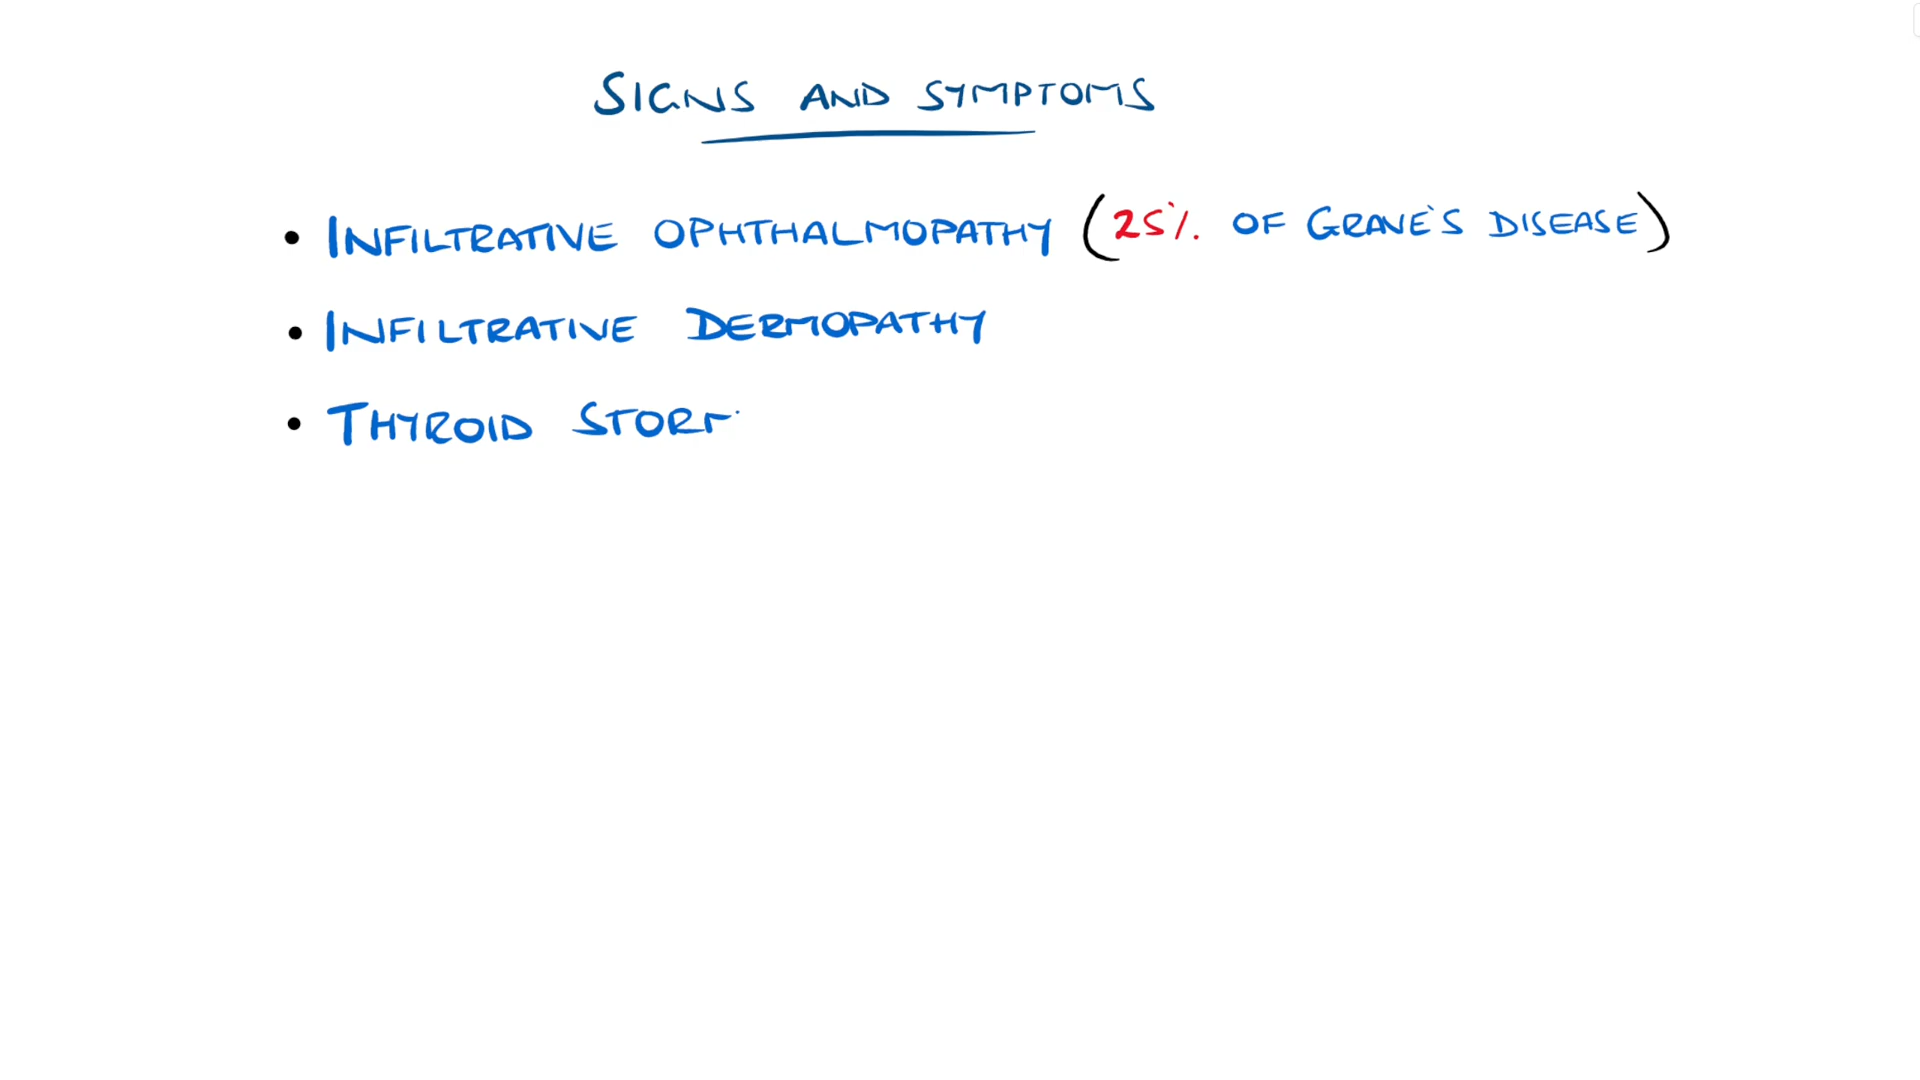 SIGNS AND SYMPTOMS
• INFILTRATIVE OPHTHALMOPATHY (25% OF GRAVE'S DISEASE)
• INFILTRATIVE DERMOPATHY
• THYROID